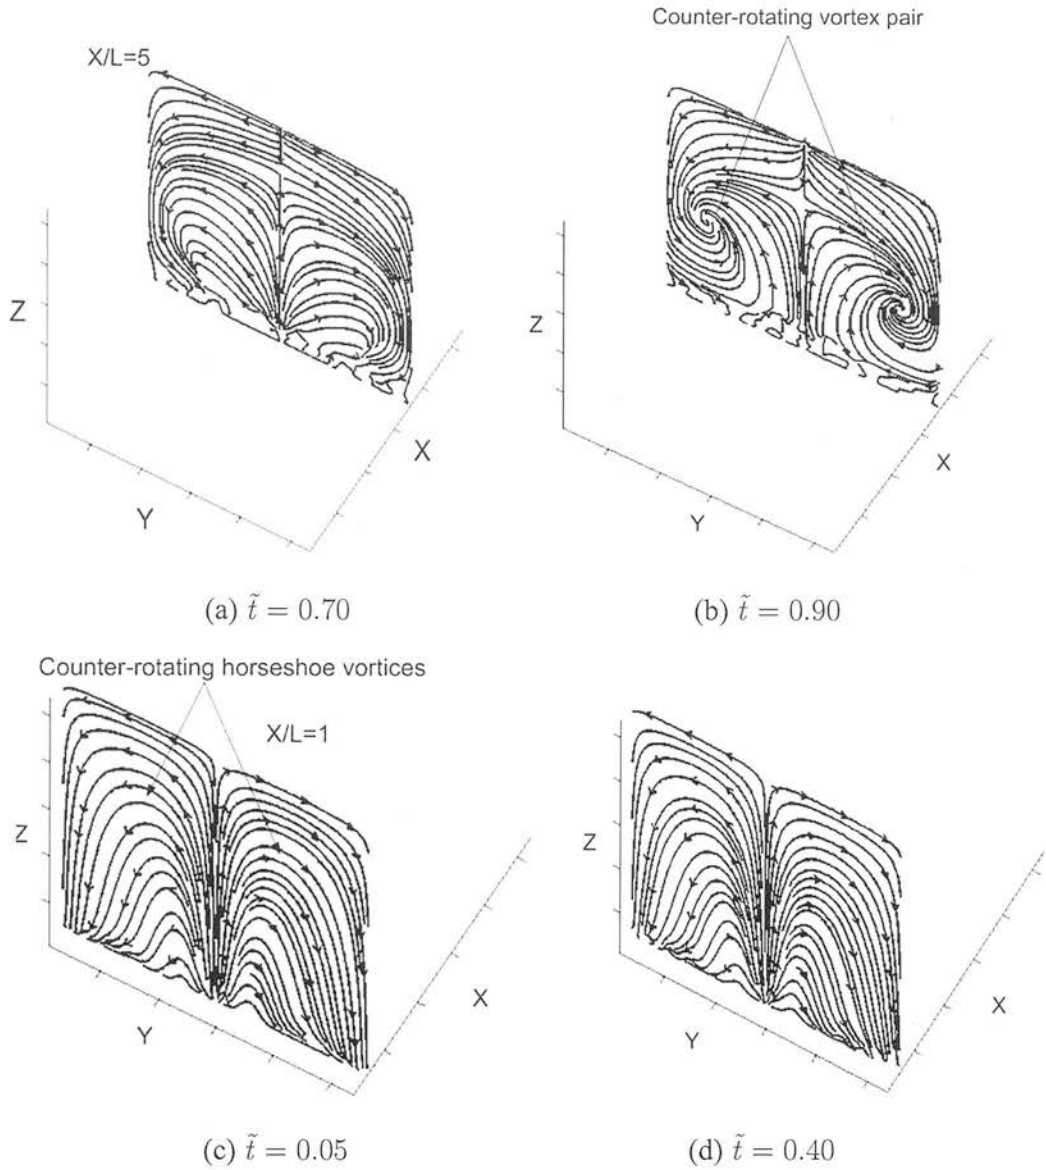 Counter-rotating vortex pair
X/L=5
Z
X
Y
Z
X
Y
(a) t̃ = 0.70
(b) t̃ = 0.90
Counter-rotating horseshoe vortices
X/L=1
Z
X
Y
Z
X
Y
(c) t̃ = 0.05
(d) t̃ = 0.40